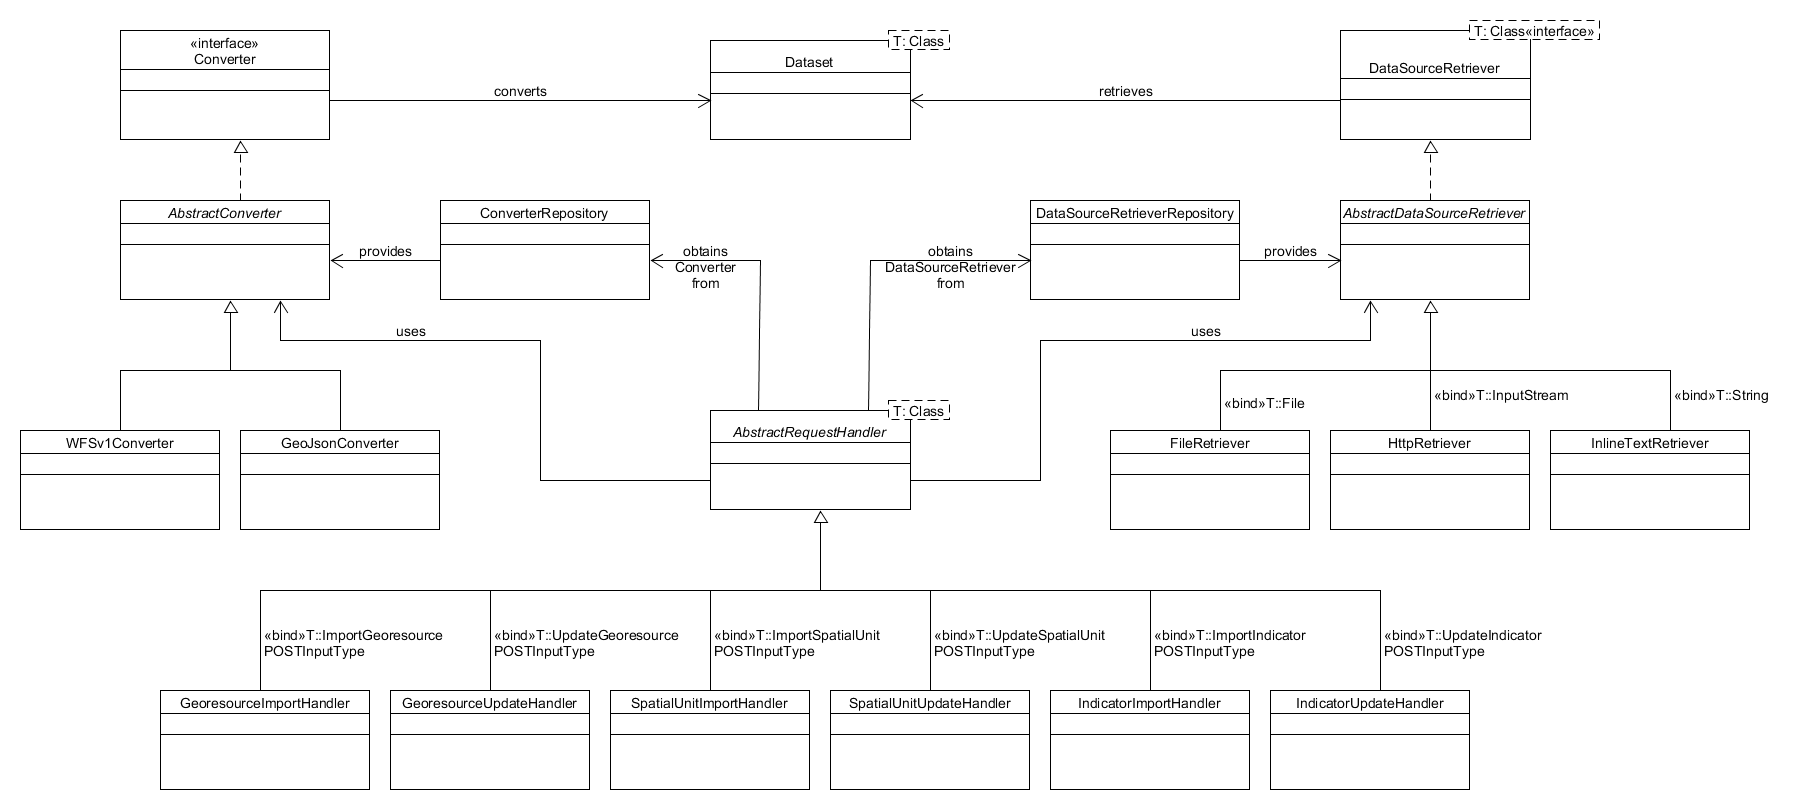 «interface»
Converter
T: Class
Dataset
T: Class«interface»
DataSourceRetriever
converts
retrieves
AbstractConverter
ConverterRepository
DataSourceRetrieverRepository
AbstractDataSourceRetriever
provides
obtains
Converter
from
obtains
DataSourceRetriever
from
provides
uses
uses
T: Class
AbstractRequestHandler
«bind»T::File
«bind»T::InputStream
«bind»T::String
WFSv1Converter
GeoJsonConverter
FileRetriever
HttpRetriever
InlineTextRetriever
«bind»T::ImportGeoresource
POSTInputType
«bind»T::UpdateGeoresource
POSTInputType
«bind»T::ImportSpatialUnit
POSTInputType
«bind»T::UpdateSpatialUnit
POSTInputType
«bind»T::ImportIndicator
POSTInputType
«bind»T::UpdateIndicator
POSTInputType
GeoresourceImportHandler
GeoresourceUpdateHandler
SpatialUnitImportHandler
SpatialUnitUpdateHandler
IndicatorImportHandler
IndicatorUpdateHandler